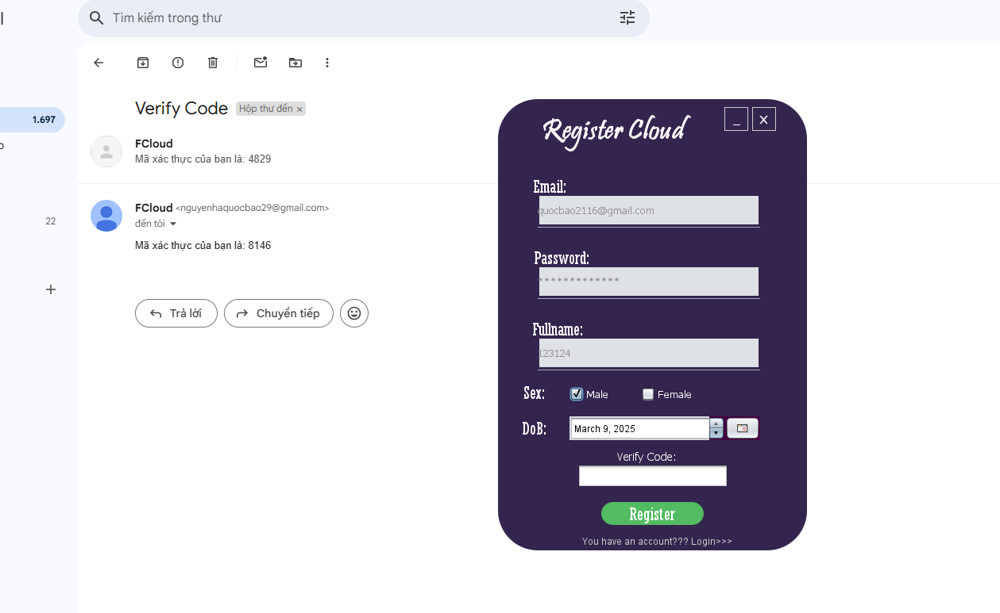 Tìm kiếm trong thư
Verify Code Hộp thư đến ×
1.697
FCloud
Mã xác thực của bạn là: 4829
FCloud <nguyenhaquocbao29@gmail.com>
22
đến tôi
Mã xác thực của bạn là: 8146
Trả lời
Chuyển tiếp
Register Cloud
_ X
Email:
quocbao2116@gmail.com
Password:
*************
Fullname:
123124
Sex: Male Female
DoB: March 9, 2025
Verify Code:
Register
You have an account??? Login>>>